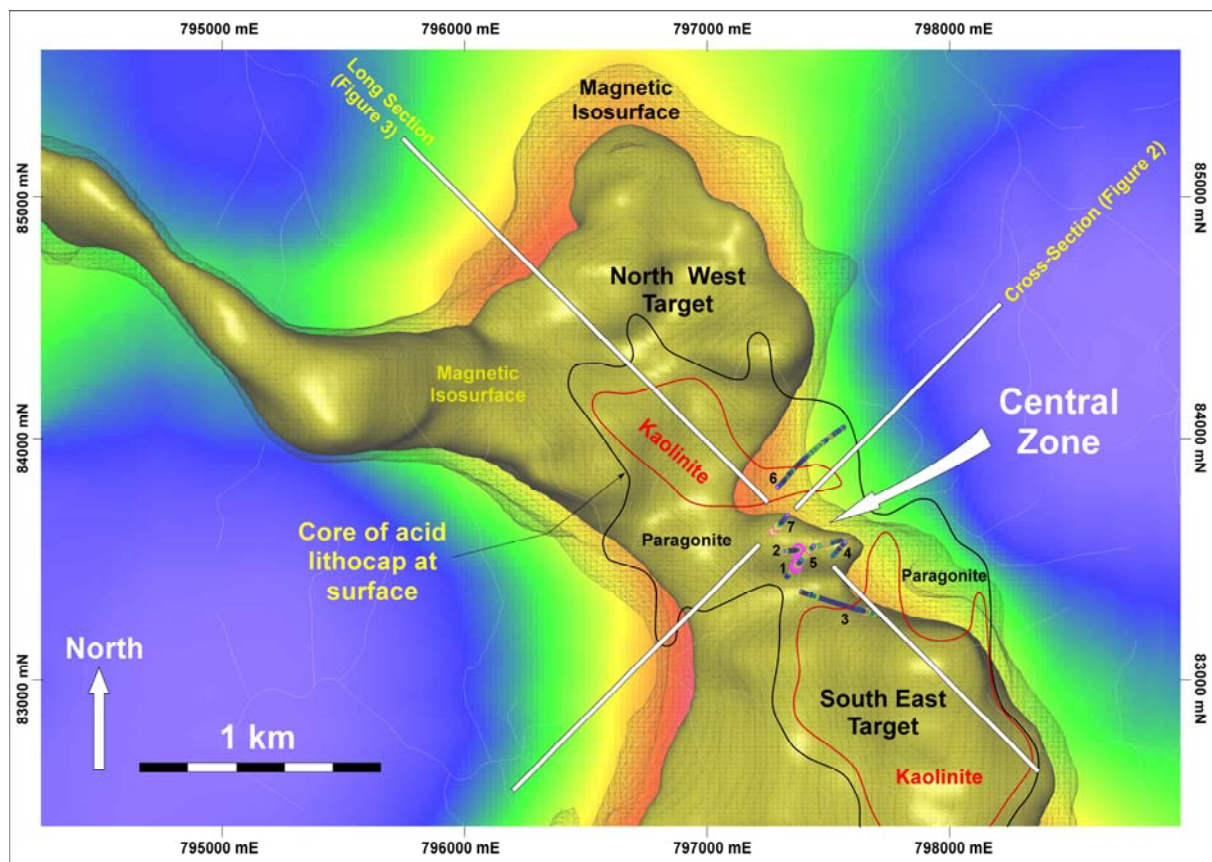 795000 mE
796000 mE
797000 mE
798000 mE
Long Section
(Figure 3)
Magnetic
Isosurface
Cross-Section (Figure 2)
85000 mN
85000 mN
North West
Target
Magnetic
Isosurface
Kaolinite
84000 mN
84000 mN
Central
Zone
6
7
2
1
5
4
3
Core of acid
lithocap at
surface
Paragonite
Paragonite
North
83000 mN
83000 mN
South East
Target
1 km
Kaolinite
795000 mE
796000 mE
797000 mE
798000 mE